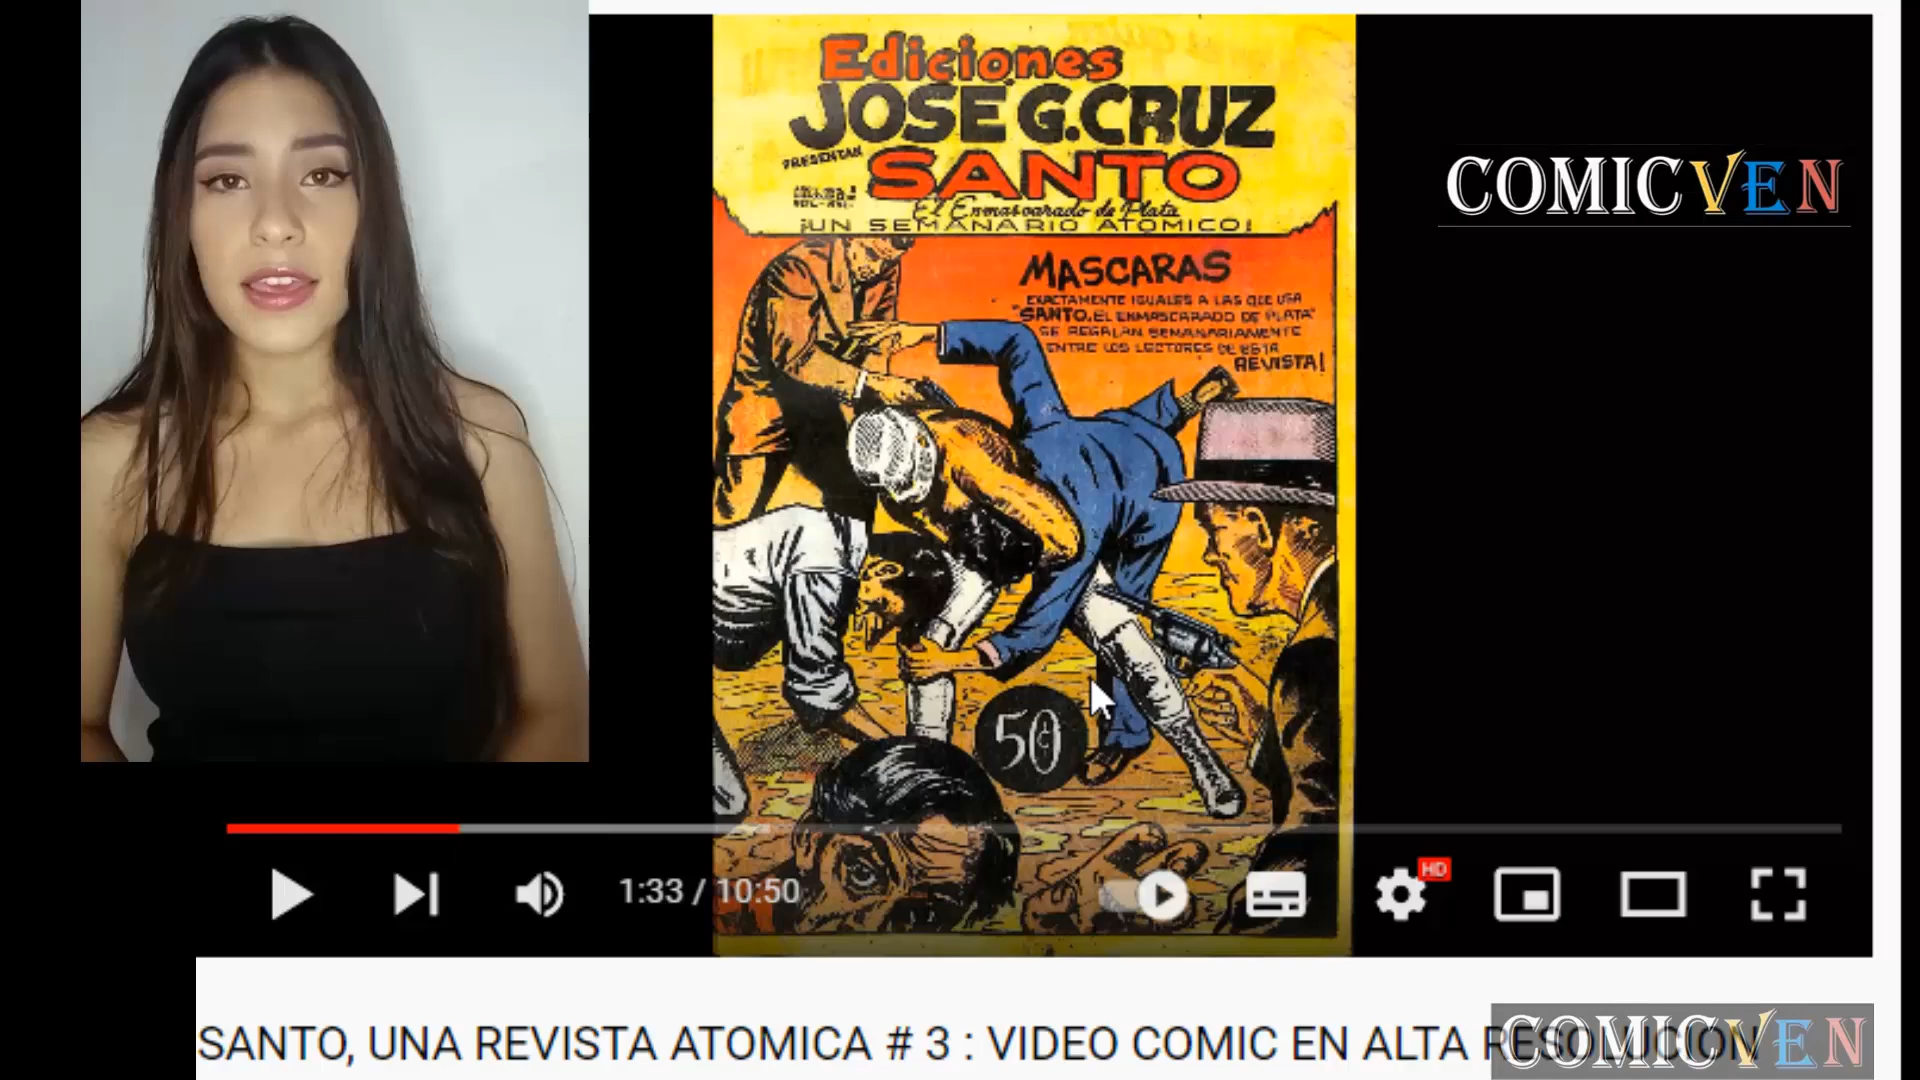 Ediciones
JOSE G. CRUZ
PRESENTAN
SANTO
El Enmascarado de Plata
¡UN SEMANARIO ATOMICO!
MASCARAS
EXACTAMENTE IGUALES A LAS QUE USA
"SANTO, EL ENMASCARADO DE PLATA"
SE REGALAN SEMANARIAMENTE
ENTRE LOS LECTORES DE ESTA
REVISTA!
50¢
COMICVEN
1:33 / 10:50
HD
SANTO, UNA REVISTA ATOMICA # 3 : VIDEO COMIC EN ALTA RESOLUCION
COMICVEN